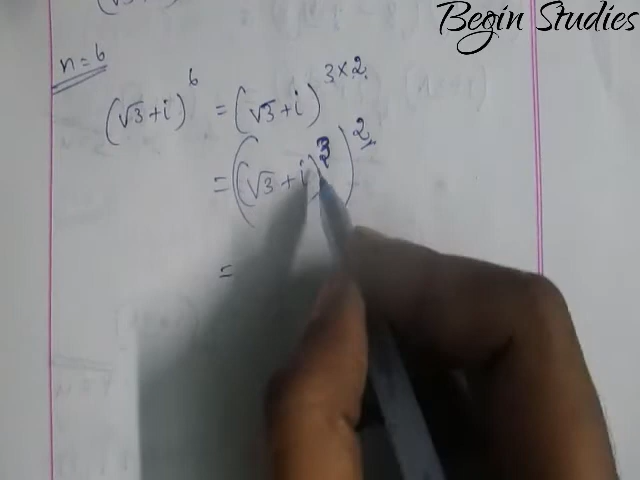 Begin Studies
n=6
(√3+i)^6 = (√3+i)^3×2
= ((√3+i)^3)^2
=